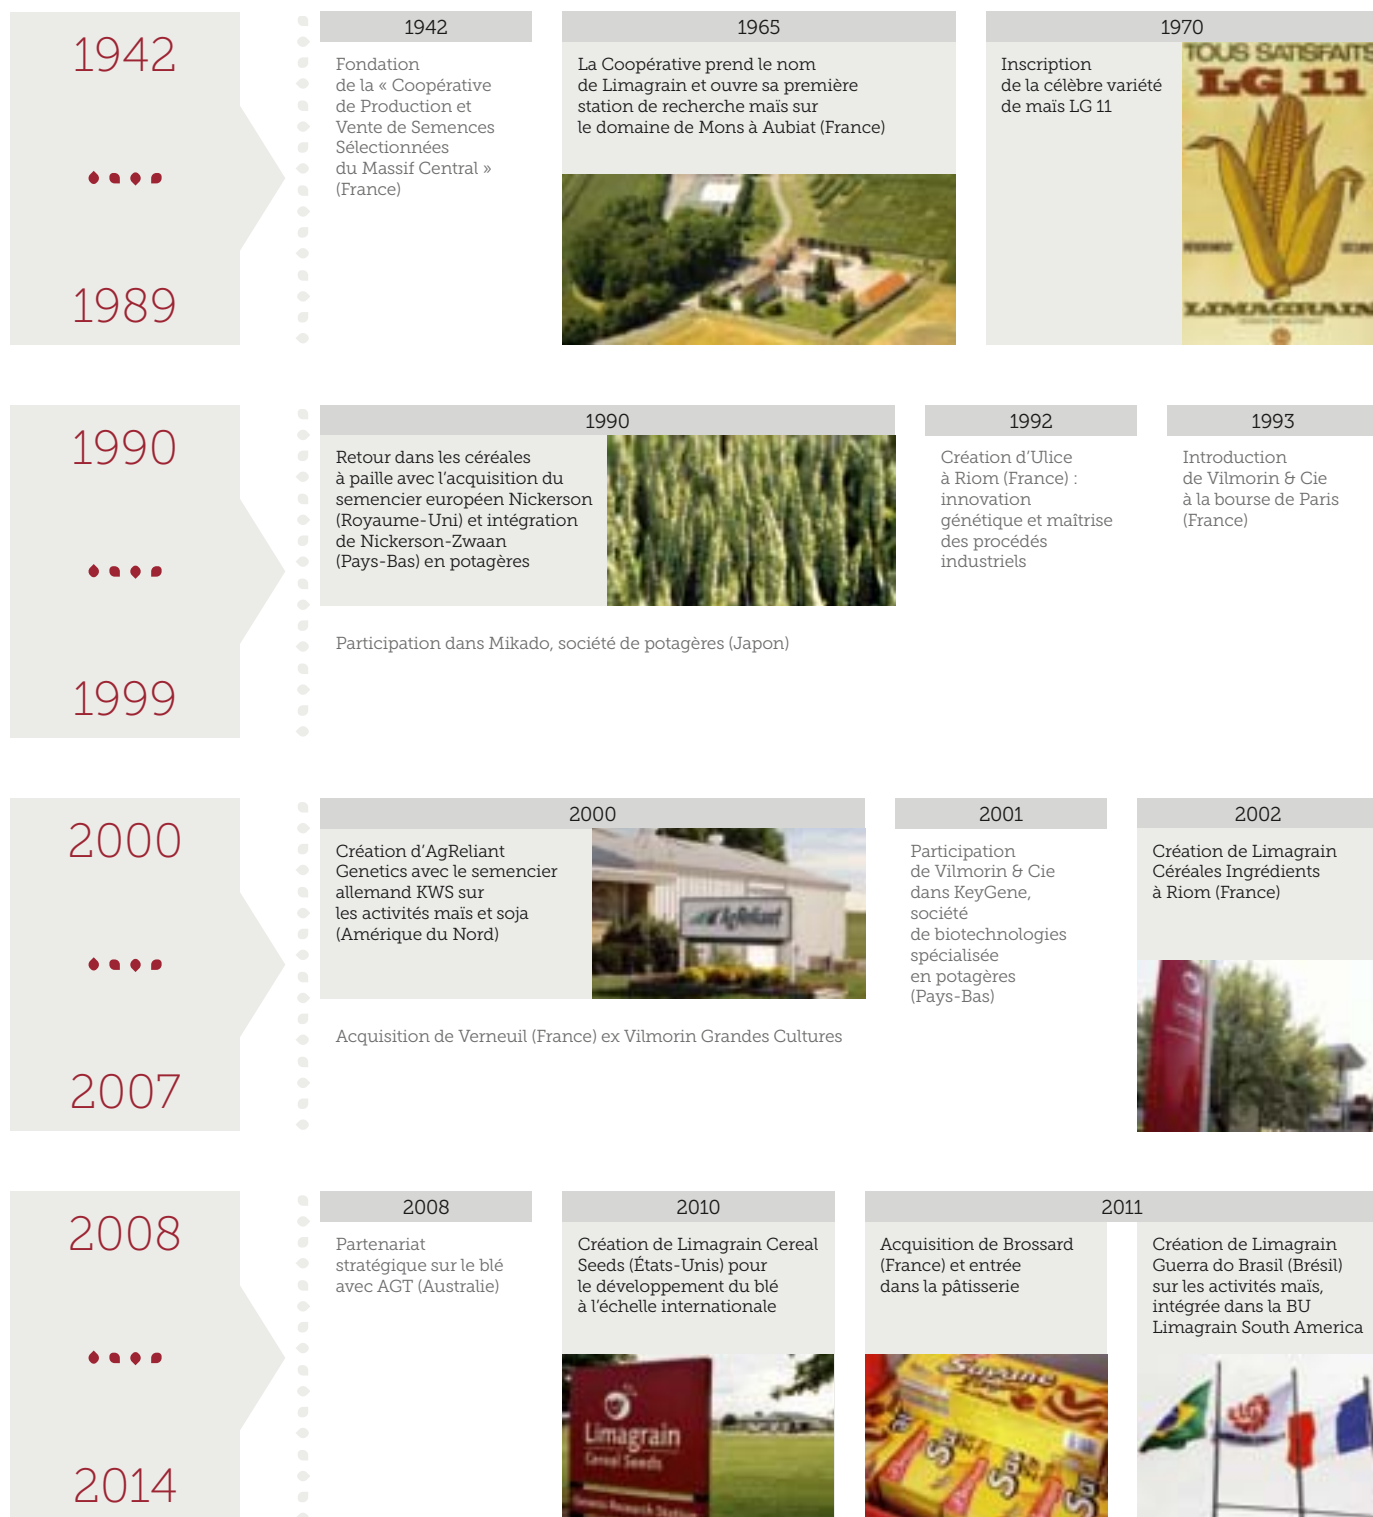 1942
1989
1942
Fondation
de la « Coopérative
de Production et
Vente de Semences
Sélectionnées
du Massif Central »
(France)
1965
La Coopérative prend le nom
de Limagrain et ouvre sa première
station de recherche maïs sur
le domaine de Mons à Aubiat (France)
1970
Inscription
de la célèbre variété
de maïs LG 11
TOUS SATISFAITS
LG 11
LIMAGRAIN
1990
1999
1990
Retour dans les céréales
à paille avec l’acquisition du
semencier européen Nickerson
(Royaume-Uni) et intégration
de Nickerson-Zwaan
(Pays-Bas) en potagères
Participation dans Mikado, société de potagères (Japon)
1992
Création d’Ulice
à Riom (France) :
innovation
génétique et maîtrise
des procédés
industriels
1993
Introduction
de Vilmorin & Cie
à la bourse de Paris
(France)
2000
2007
2000
Création d’AgReliant
Genetics avec le semencier
allemand KWS sur
les activités maïs et soja
(Amérique du Nord)
AgReliant
Acquisition de Verneuil (France) ex Vilmorin Grandes Cultures
2001
Participation
de Vilmorin & Cie
dans KeyGene,
société
de biotechnologies
spécialisée
en potagères
(Pays-Bas)
2002
Création de Limagrain
Céréales Ingrédients
à Riom (France)
2008
2014
2008
Partenariat
stratégique sur le blé
avec AGT (Australie)
2010
Création de Limagrain Cereal
Seeds (États-Unis) pour
le développement du blé
à l’échelle internationale
Limagrain
Cereal Seeds
2011
Acquisition de Brossard
(France) et entrée
dans la pâtisserie
Savane
Création de Limagrain
Guerra do Brasil (Brésil)
sur les activités maïs,
intégrée dans la BU
Limagrain South America